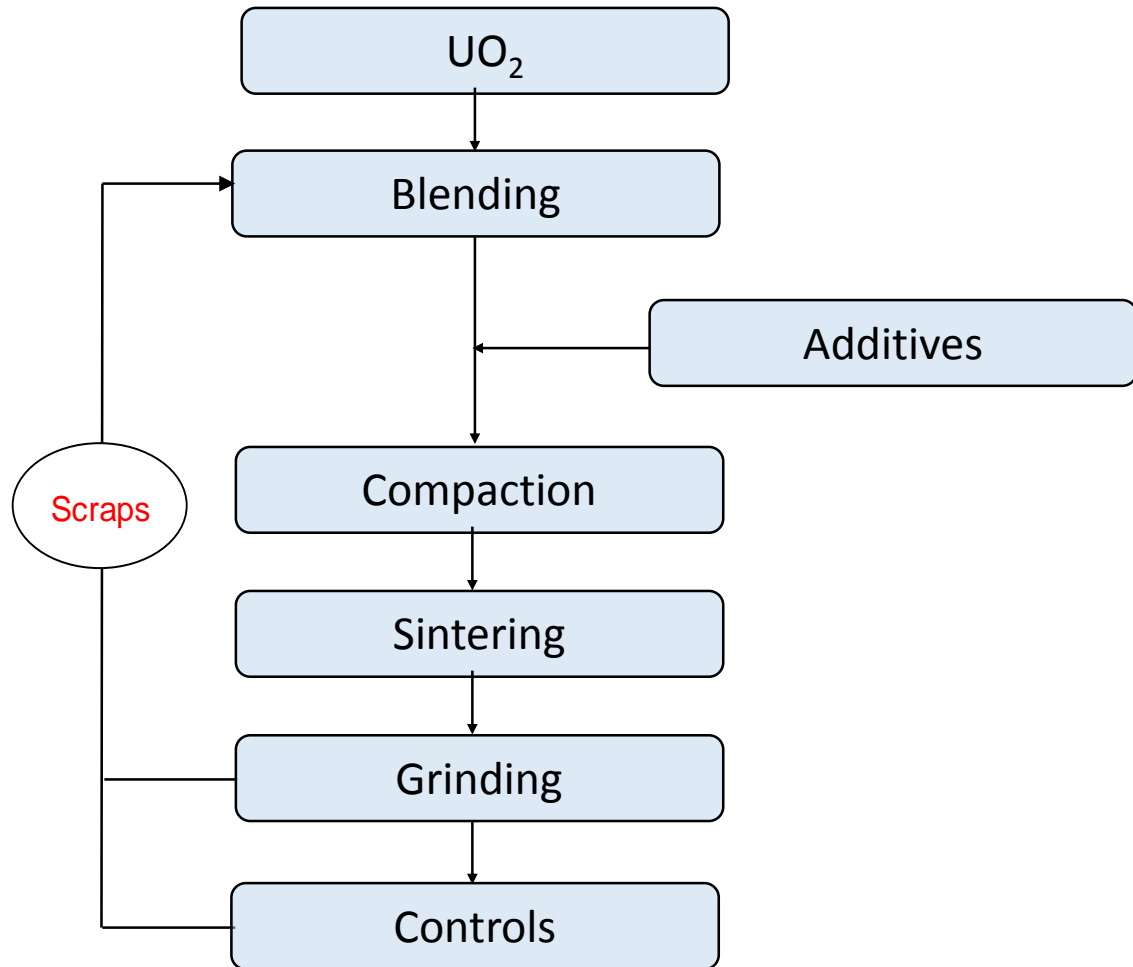 UO₂
Blending
Additives
Compaction
Scraps
Sintering
Grinding
Controls